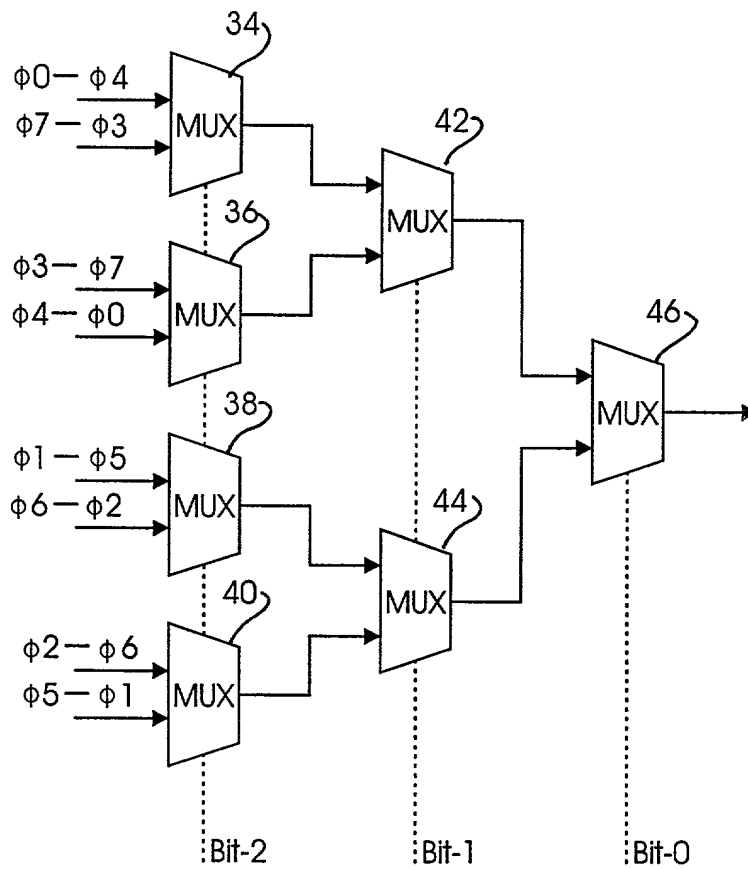 34
ϕ0— ϕ4
ϕ7— ϕ3
MUX
42
MUX
36
ϕ3— ϕ7
ϕ4—ϕ0
MUX
46
MUX
38
ϕ1—ϕ5
ϕ6—ϕ2
MUX
44
MUX
40
ϕ2— ϕ6
ϕ5— ϕ1
MUX
Bit-2
Bit-1
Bit-0